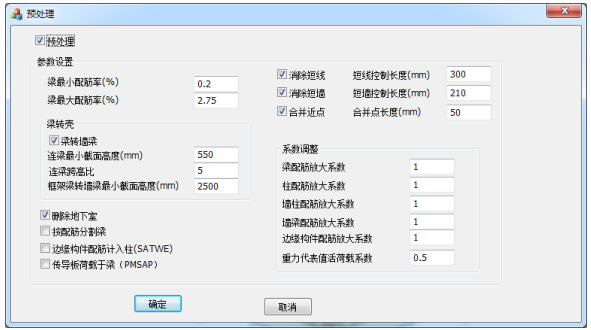 预处理
预处理
参数设置
梁最小配筋率(%) 0.2
梁最大配筋率(%) 2.75
梁转壳
梁转墙梁
连梁最小截面高度(mm) 550
连梁跨高比 5
框架梁转墙梁最小截面高度(mm) 2500
删除地下室
按配筋分割梁
边缘构件配筋计入柱(SATWE)
传导板荷载于梁（PMSAP）
消除短线 短线控制长度(mm) 300
消除短墙 短墙控制长度(mm) 210
合并近点 合并点长度(mm) 50
系数调整
梁配筋放大系数 1
柱配筋放大系数 1
墙柱配筋放大系数 1
墙梁配筋放大系数 1
边缘构件配筋放大系数 1
重力代表值活荷载系数 0.5
确定
取消